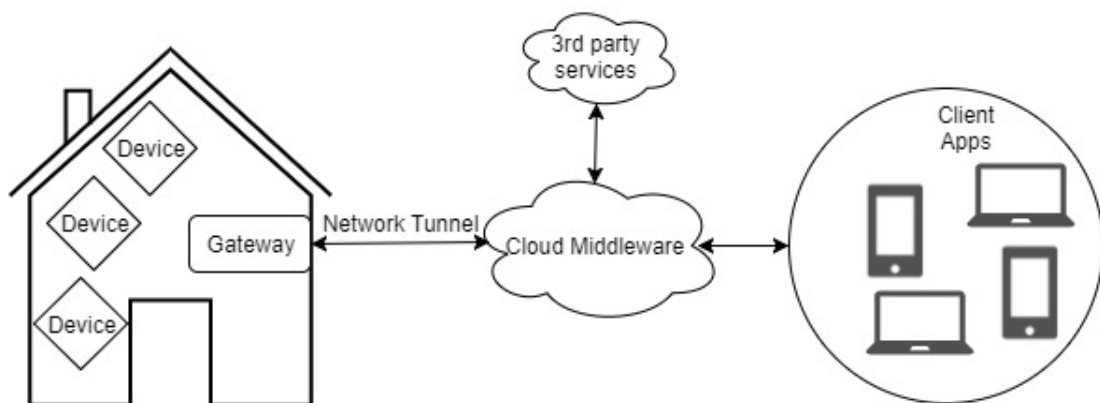 3rd party
services
Client
Apps
Device
Device
Device
Gateway
Network Tunnel
Cloud Middleware